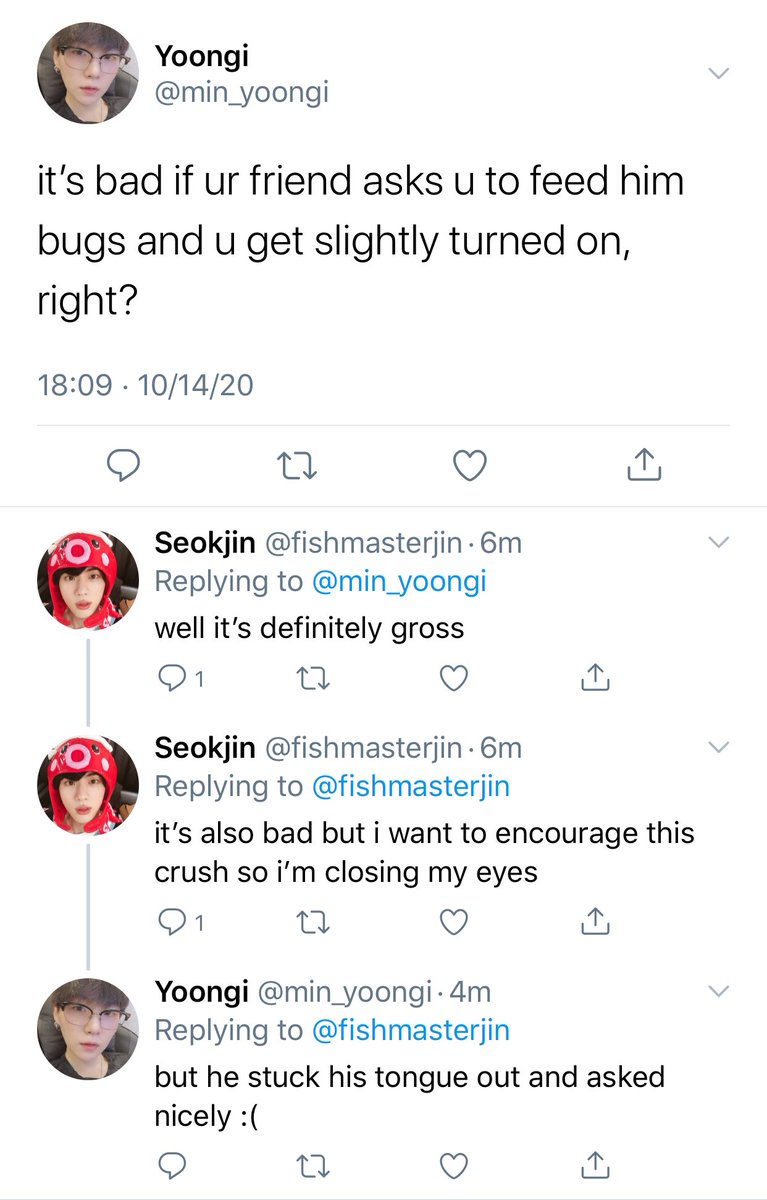 Yoongi
@min_yoongi
it’s bad if ur friend asks u to feed him
bugs and u get slightly turned on,
right?
18:09 · 10/14/20
Seokjin @fishmasterjin · 6m
Replying to @min_yoongi
well it’s definitely gross
1
Seokjin @fishmasterjin · 6m
Replying to @fishmasterjin
it’s also bad but i want to encourage this
crush so i’m closing my eyes
1
Yoongi @min_yoongi · 4m
Replying to @fishmasterjin
but he stuck his tongue out and asked
nicely :(